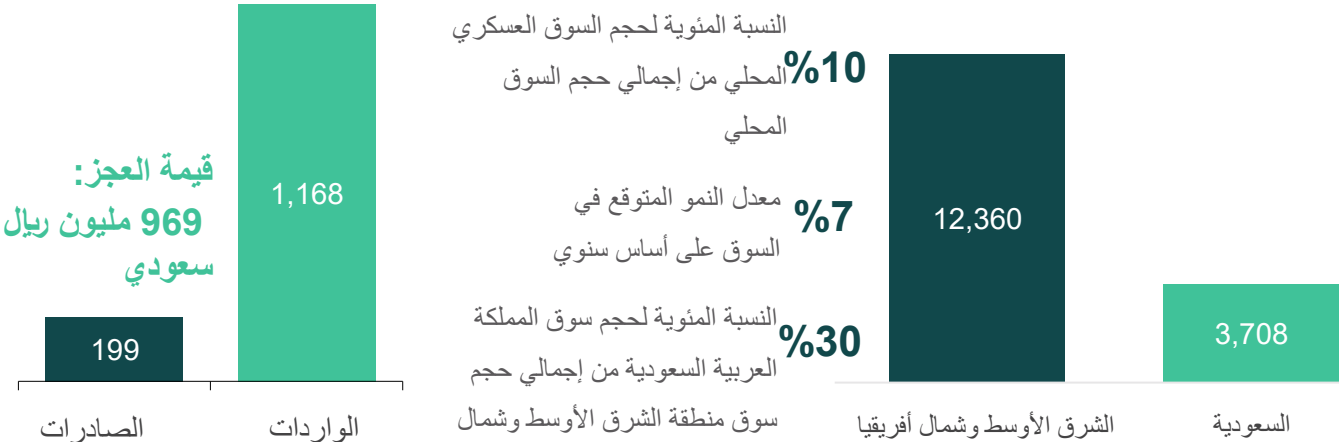 12,360
3,708
الشرق الأوسط وشمال أفريقيا
السعودية
%10
النسبة المئوية لحجم السوق العسكري
المحلي من إجمالي حجم السوق
المحلي
%7
معدل النمو المتوقع في
السوق على أساس سنوي
%30
النسبة المئوية لحجم سوق المملكة
العربية السعودية من إجمالي حجم
سوق منطقة الشرق الأوسط وشمال
قيمة العجز:
969 مليون ريال
سعودي
1,168
199
الواردات
الصادرات